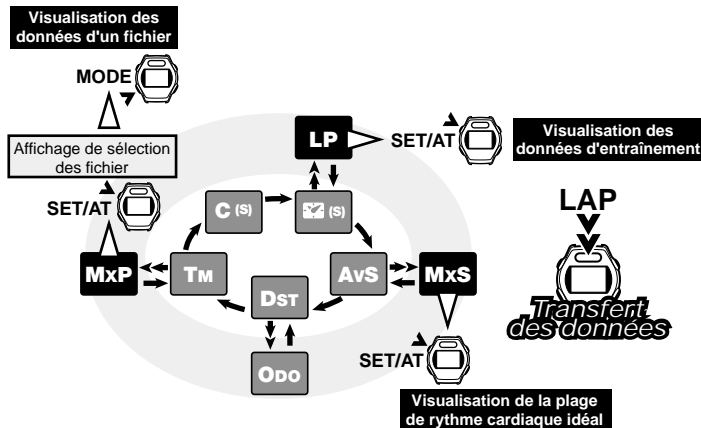 Visualisation des
données d'un fichier
MODE
Affichage de sélection
des fichier
SET/AT
LP
SET/AT
Visualisation des
données d'entraînement
LAP
Transfert
des données
C (S)
(S)
MXP
TM
AVS
MXS
DST
ODO
SET/AT
Visualisation de la plage
de rythme cardiaque idéal